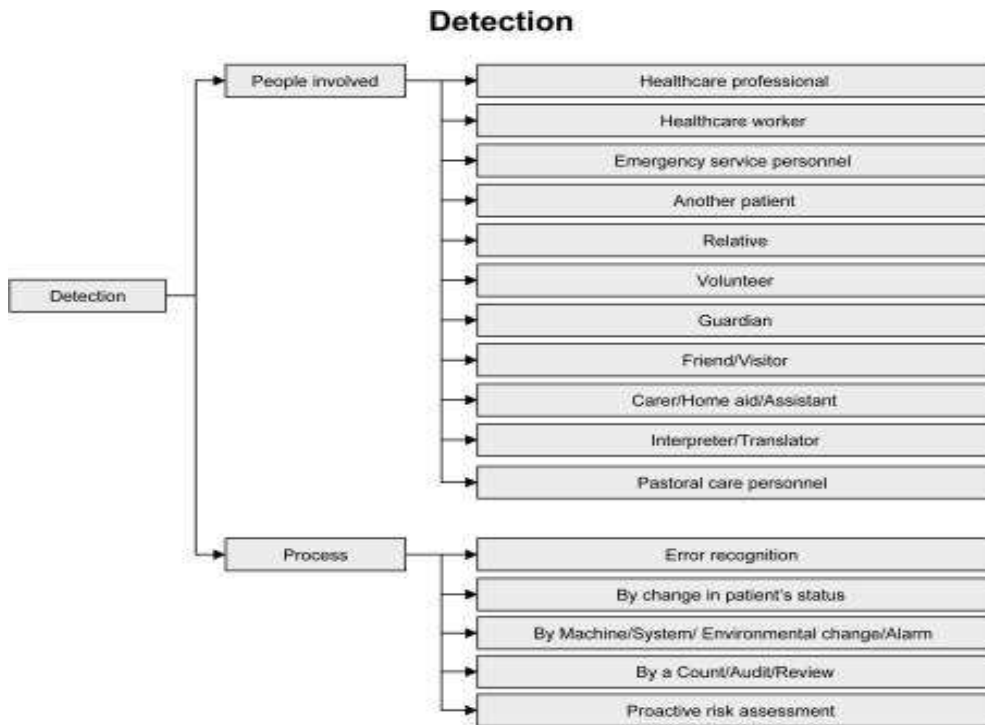 Detection
People involved
Healthcare professional
Healthcare worker
Emergency service personnel
Another patient
Relative
Volunteer
Detection
Guardian
Friend/Visitor
Carer/Home aid/Assistant
Interpreter/Translator
Pastoral care personnel
Process
Error recognition
By change in patient's status
By Machine/System/ Environmental change/Alarm
By a Count/Audit/Review
Proactive risk assessment